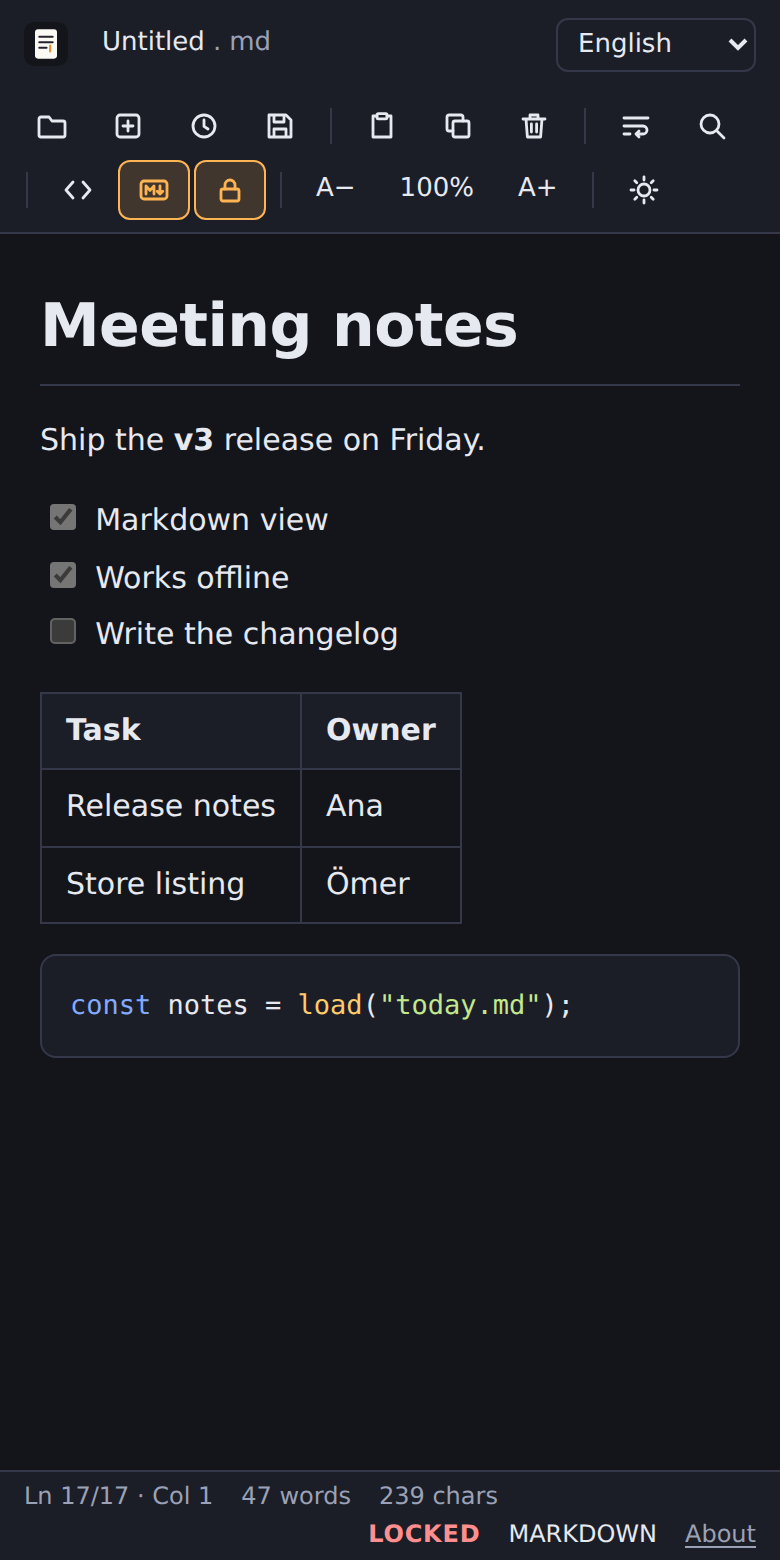 Untitled . md
English
A− 100% A+
Meeting notes
Ship the v3 release on Friday.
Markdown view
Works offline
Write the changelog
Task Owner
Release notes Ana
Store listing Ömer
const notes = load("today.md");
Ln 17/17 · Col 1 47 words 239 chars
LOCKED MARKDOWN About